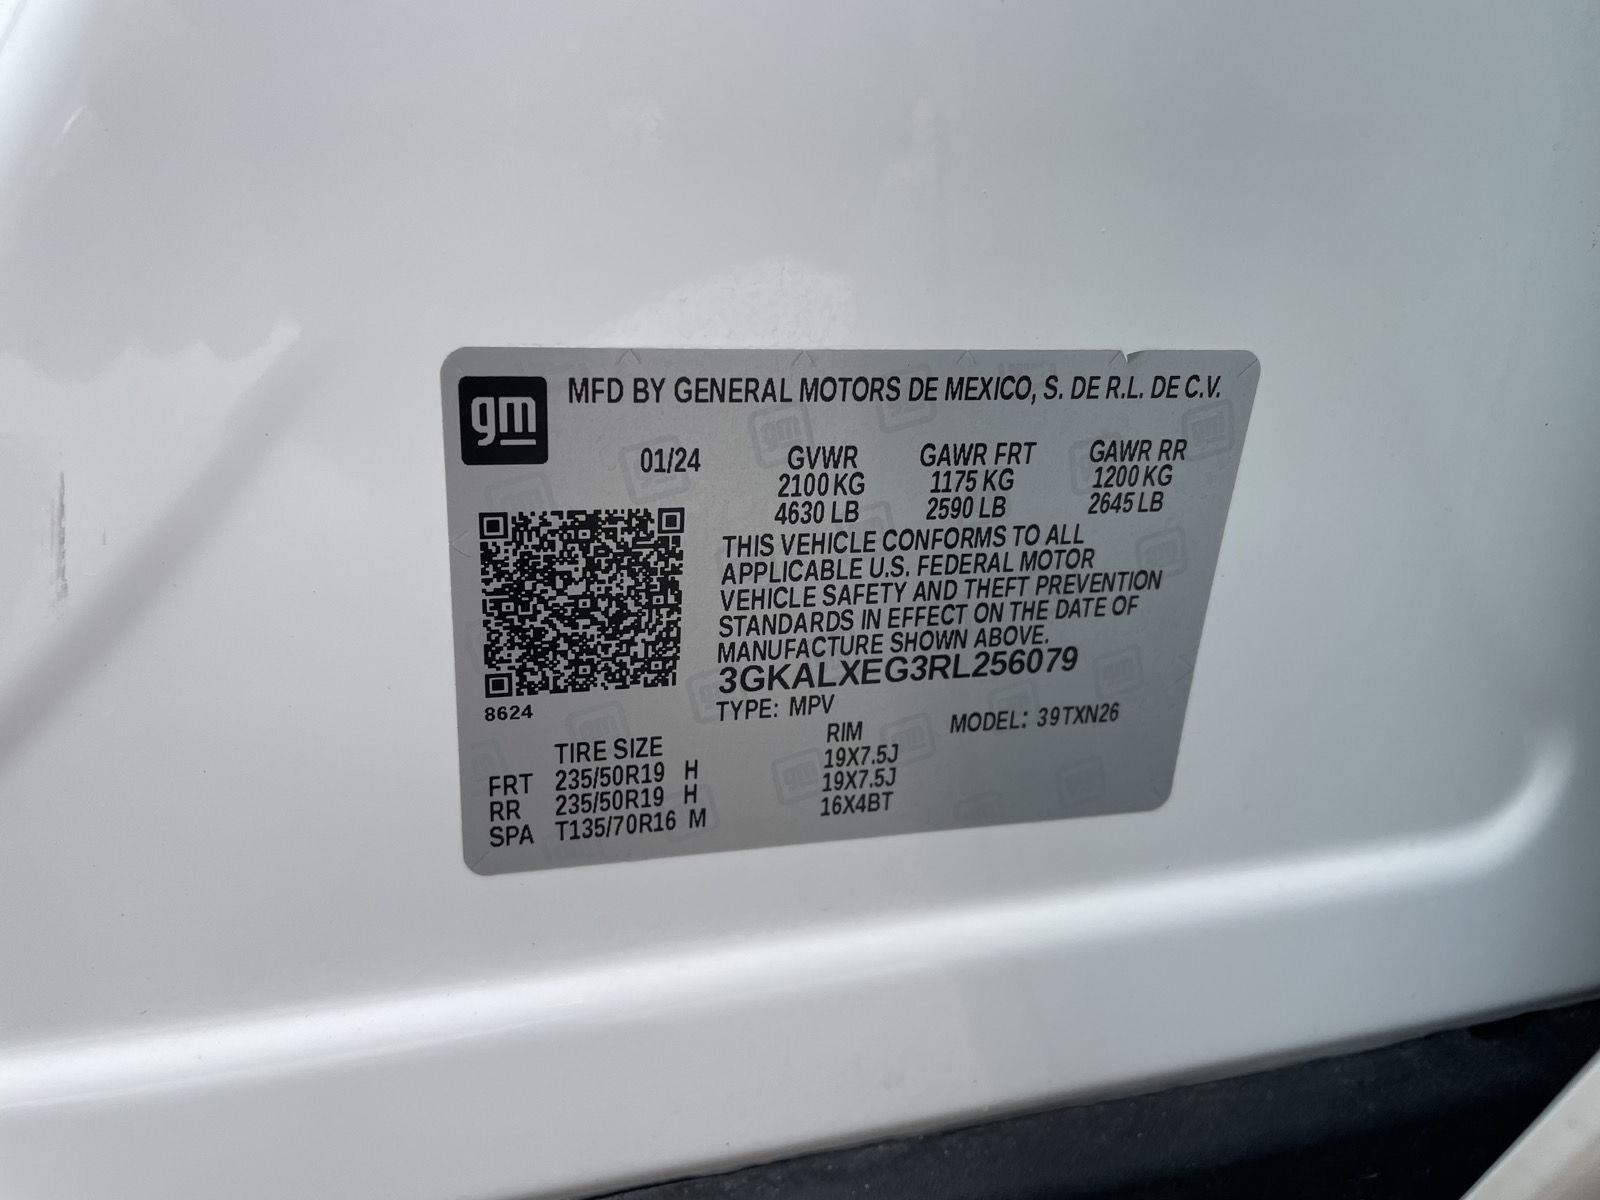 gm
MFD BY GENERAL MOTORS DE MEXICO, S. DE R.L. DE C.V.
01/24 GVWR GAWR FRT GAWR RR
2100 KG 1175 KG 1200 KG
4630 LB 2590 LB 2645 LB
THIS VEHICLE CONFORMS TO ALL
APPLICABLE U.S. FEDERAL MOTOR
VEHICLE SAFETY AND THEFT PREVENTION
STANDARDS IN EFFECT ON THE DATE OF
MANUFACTURE SHOWN ABOVE.
3GKALXEG3RL256079
8624
TYPE: MPV MODEL: 39TXN26
TIRE SIZE RIM
FRT 235/50R19 H 19X7.5J
RR 235/50R19 H 19X7.5J
SPA T135/70R16 M 16X4BT